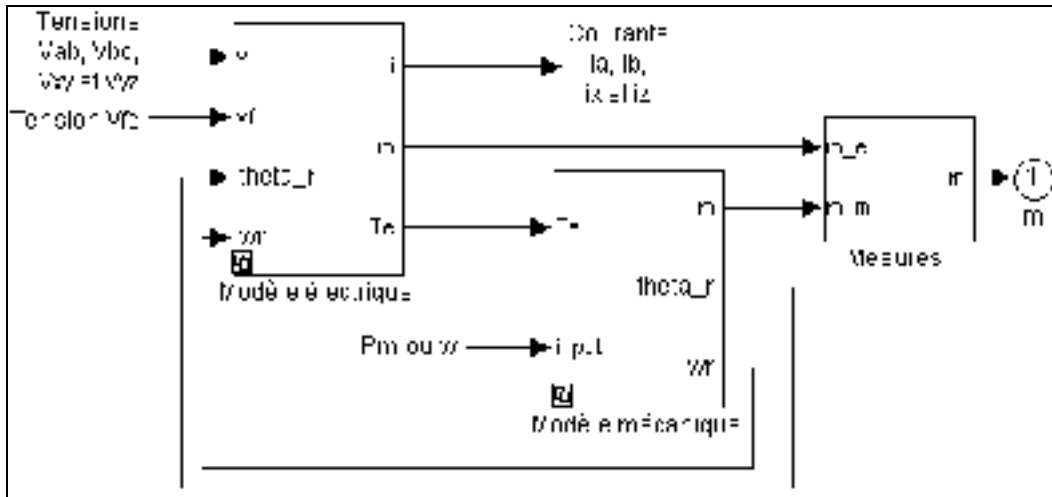 Tensions
Vab, Vbc,
Vxy et Vyz
v
i
Courants
ia, ib,
ix et iz
Tension Vfd
vf
m
m_e
theta_r
m
1
m
m
m_m
wr
Te
Te
Mesures
Modèle électrique
theta_r
Pm ou w
input
wr
Modèle mécanique